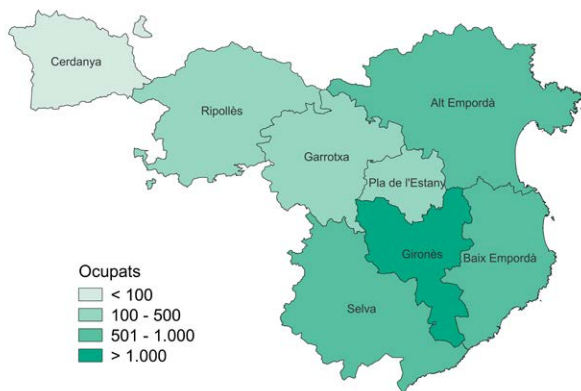 Cerdanya
Ripollès
Alt Empordà
Garrotxa
Pla de l'Estany
Gironès
Baix Empordà
Selva
Ocupats
< 100
100 - 500
501 - 1.000
> 1.000